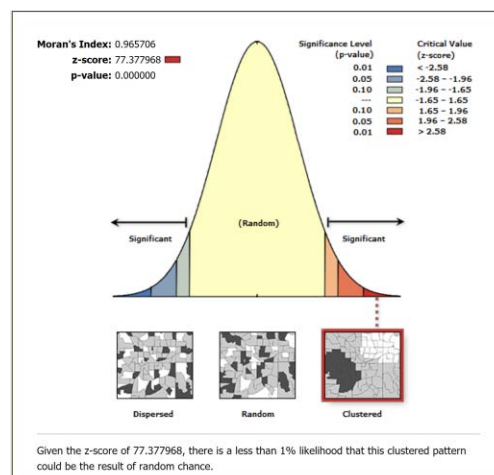 Moran's Index: 0.965706
z-score: 77.377968
p-value: 0.000000
Significance Level
(p-value)
Critical Value
(z-score)
0.01 < -2.58
0.05 -2.58 – -1.96
0.10 -1.96 – -1.65
--- -1.65 – 1.65
0.10 1.65 – 1.96
0.05 1.96 – 2.58
0.01 > 2.58
(Random)
Significant Significant
Dispersed Random Clustered
Given the z-score of 77.377968, there is a less than 1% likelihood that this clustered pattern
could be the result of random chance.